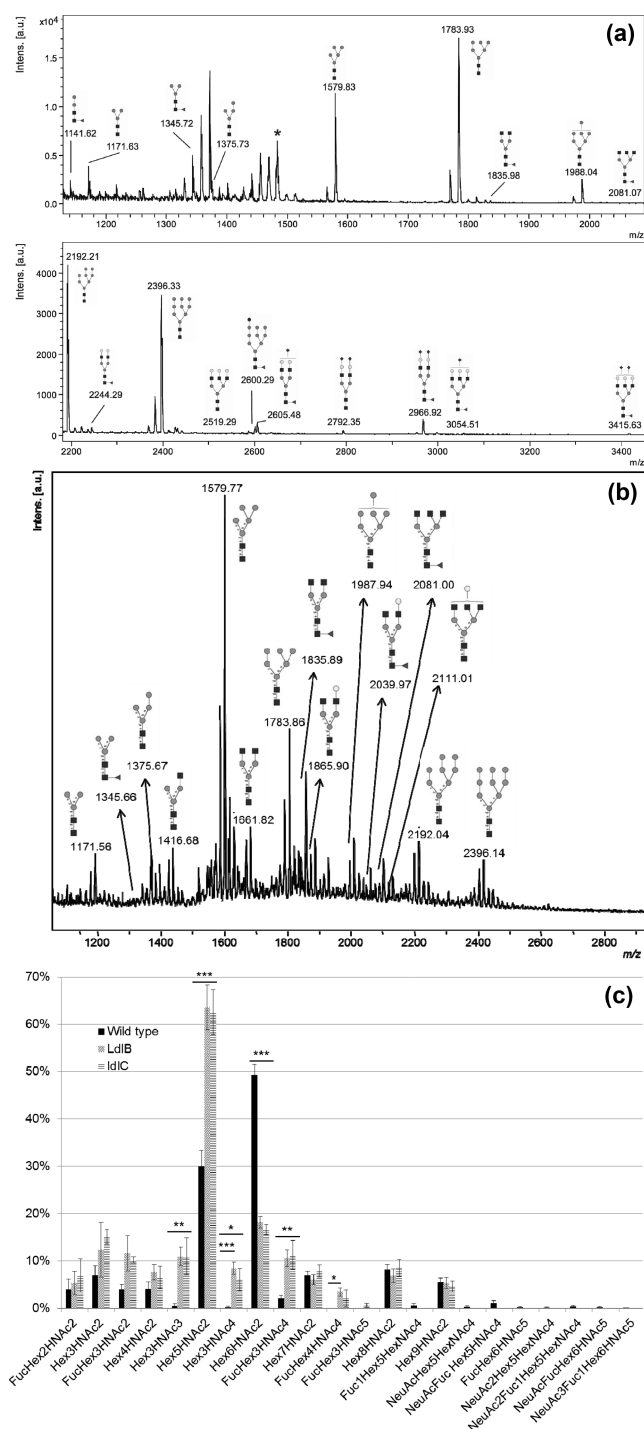 (a)
Intens. [a.u.]
x10⁴
1783.93
1.5
1579.83
1.0
1345.72
1375.73
*
1141.62
1171.63
1988.04
0.5
1835.98
2081.07
0.0
1200 1300 1400 1500 1600 1700 1800 1900 2000
m/z
Intens. [a.u.]
2192.21
4000
2396.33
3000
2000
2600.29
1000
2244.29
2519.29
2605.48
2792.35
2966.92
3054.51
3415.63
0
2200 2400 2600 2800 3000 3200 3400
m/z
(b)
Intens. [a.u.]
1579.77
1987.94
2081.00
1835.89
2039.97
2111.01
1783.86
1375.67
1865.90
1345.66
1661.82
2192.04
1171.56
1416.68
2396.14
1200 1400 1600 1800 2000 2200 2400 2600 2800
m/z
(c)
70%
***
60%
Wild type
LdlB
ldlC
50%
***
40%
30%
20%
**
*
***
**
10%
*
0%
FucHex2HNAc2
Hex3HNAc2
FucHex3HNAc2
Hex4HNAc2
Hex3HNAc3
Hex5HNAc2
Hex3HNAc4
Hex6HNAc2
FucHex3HNAc4
Hex7HNAc2
FucHex4HNAc4
FucHex3HNAc5
Hex8HNAc2
Fuc1Hex5HexNAc4
Hex9HNAc2
NeuAcHex5HexNAc4
NeuAcFuc Hex5HNAc4
FucHex6HNAc5
NeuAc2Hex5HexNAc4
NeuAc2Fuc1Hex5HexNAc4
NeuAcFucHex6HNAc5
NeuAc3Fuc1Hex6HNAc5